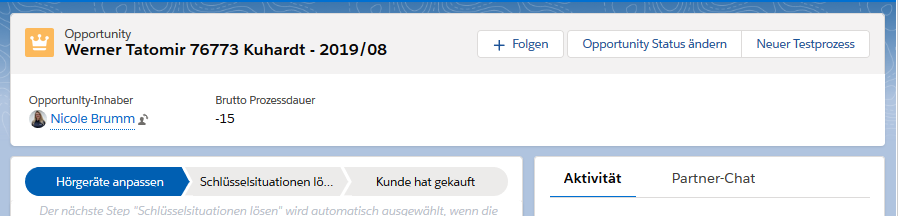 Opportunity
Werner Tatomir 76773 Kuhardt - 2019/08
Folgen
Opportunity Status ändern
Neuer Testprozess
Opportunity-Inhaber
Brutto Prozessdauer
Nicole Brumm
-15
Hörgeräte anpassen
Schlüsselsituationen lö...
Kunde hat gekauft
Aktivität
Partner-Chat
Der nächste Step "Schlüsselsituationen lösen" wird automatisch ausgewählt, wenn die